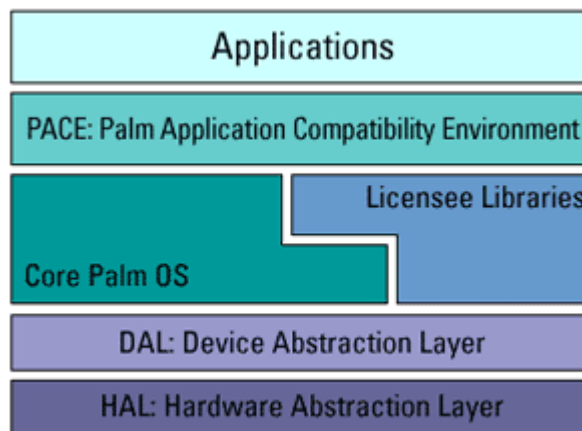 Applications
PACE: Palm Application Compatibility Environment
Licensee Libraries
Core Palm OS
DAL: Device Abstraction Layer
HAL: Hardware Abstraction Layer